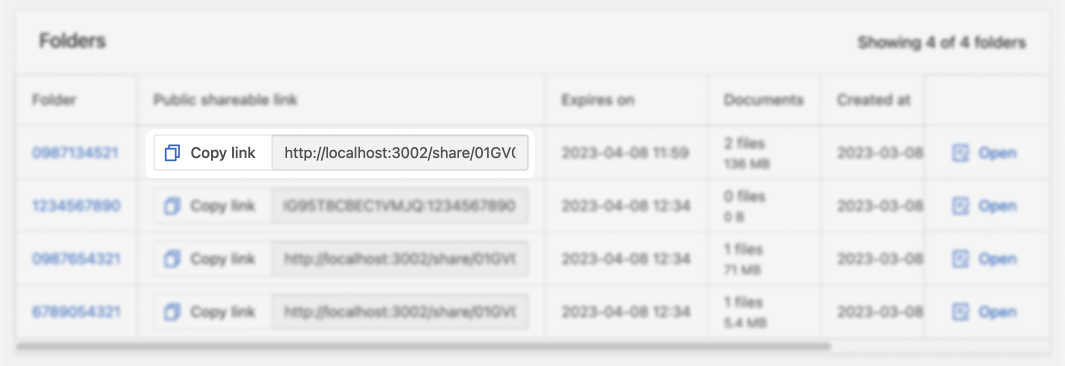 Folders
Showing 4 of 4 folders
Folder Public shareable link Expires on Documents Created at
0987134521 Copy link http://localhost:3002/share/01GV( 2023-04-08 11:59 2 files 2023-03-08 Open
136 MB
1234567890 Copy link IG95T8CBEC1VMJQ:1234567890 2023-04-08 12:34 0 files 2023-03-08 Open
0 B
0987654321 Copy link http://localhost:3002/share/01GV( 2023-04-08 12:34 1 files 2023-03-08 Open
71 MB
6789054321 Copy link http://localhost:3002/share/01GV( 2023-04-08 12:34 1 files 2023-03-08 Open
5.4 MB